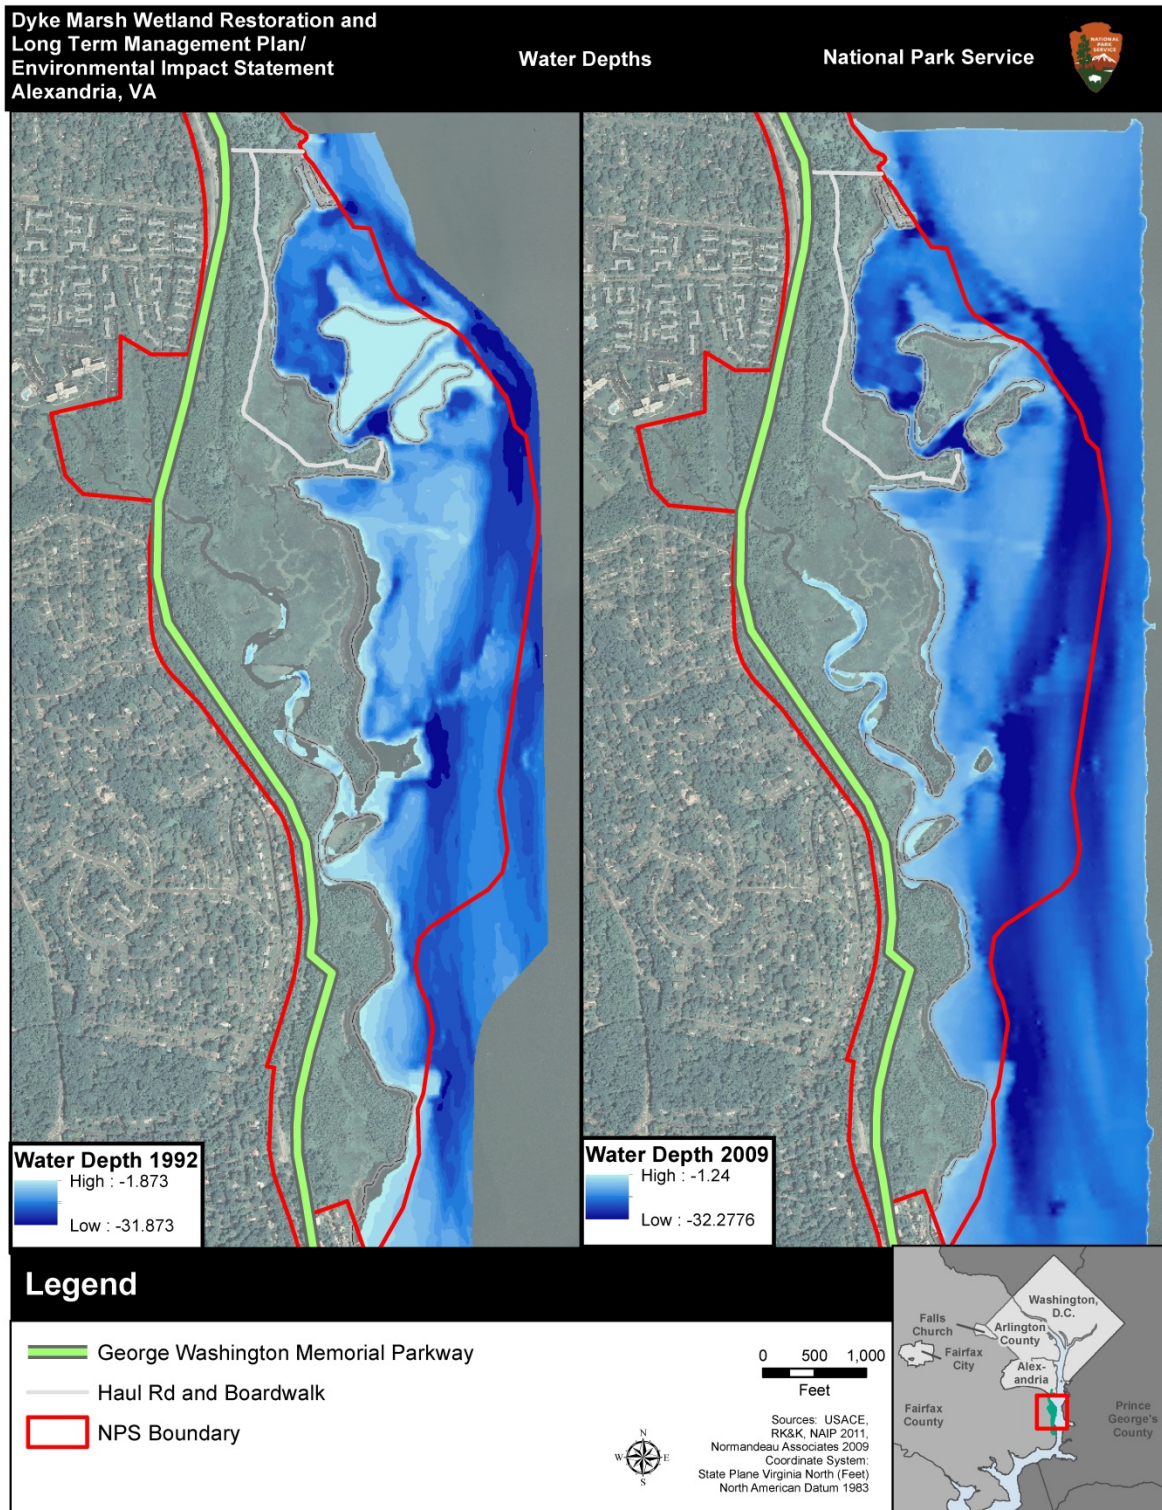 Dyke Marsh Wetland Restoration and
Long Term Management Plan/
Environmental Impact Statement
Alexandria, VA
Water Depths
National Park Service
NATIONAL
PARK
SERVICE
Water Depth 1992
High : -1.873
Low : -31.873
Water Depth 2009
High : -1.24
Low : -32.2776
Legend
George Washington Memorial Parkway
Haul Rd and Boardwalk
NPS Boundary
0 500 1,000
Feet
Sources: USACE,
RK&K, NAIP 2011,
Normandeau Associates 2009
Coordinate System:
State Plane Virginia North (Feet)
North American Datum 1983
N
W E
S
Washington,
D.C.
Falls
Church
Arlington
County
Fairfax
City
Alex-
andria
Fairfax
County
Prince
George's
County